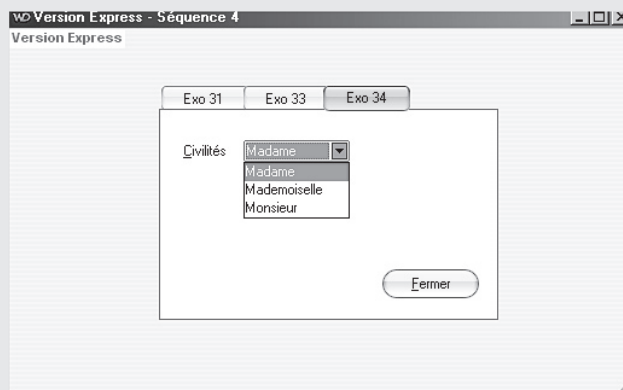 WD Version Express - Séquence 4
Version Express
Exo 31 Exo 33 Exo 34
Civilités Madame
Madame
Mademoiselle
Monsieur
Fermer